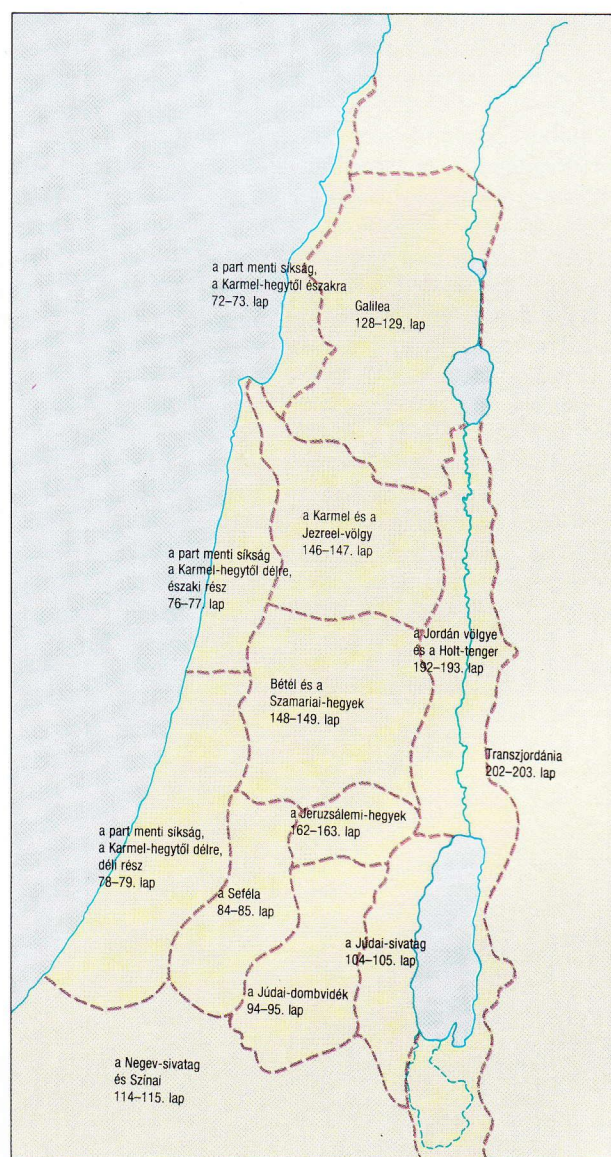 a part menti síkság,
a Karmel-hegytől északra
72–73. lap
Galilea
128–129. lap
a Karmel és a
Jezreel-völgy
146–147. lap
a part menti síkság
a Karmel-hegytől délre,
északi rész
76–77. lap
a Jordán völgye
és a Holt-tenger
192–193. lap
Bétél és a
Szamariai-hegyek
148–149. lap
Transzjordánia
202–203. lap
a Jeruzsálemi-hegyek
162–163. lap
a part menti síkság,
a Karmel-hegytől délre,
déli rész
78–79. lap
a Seféla
84–85. lap
a Júdai-sivatag
104–105. lap
a Júdai-dombvidék
94–95. lap
a Negev-sivatag
és Színai
114–115. lap